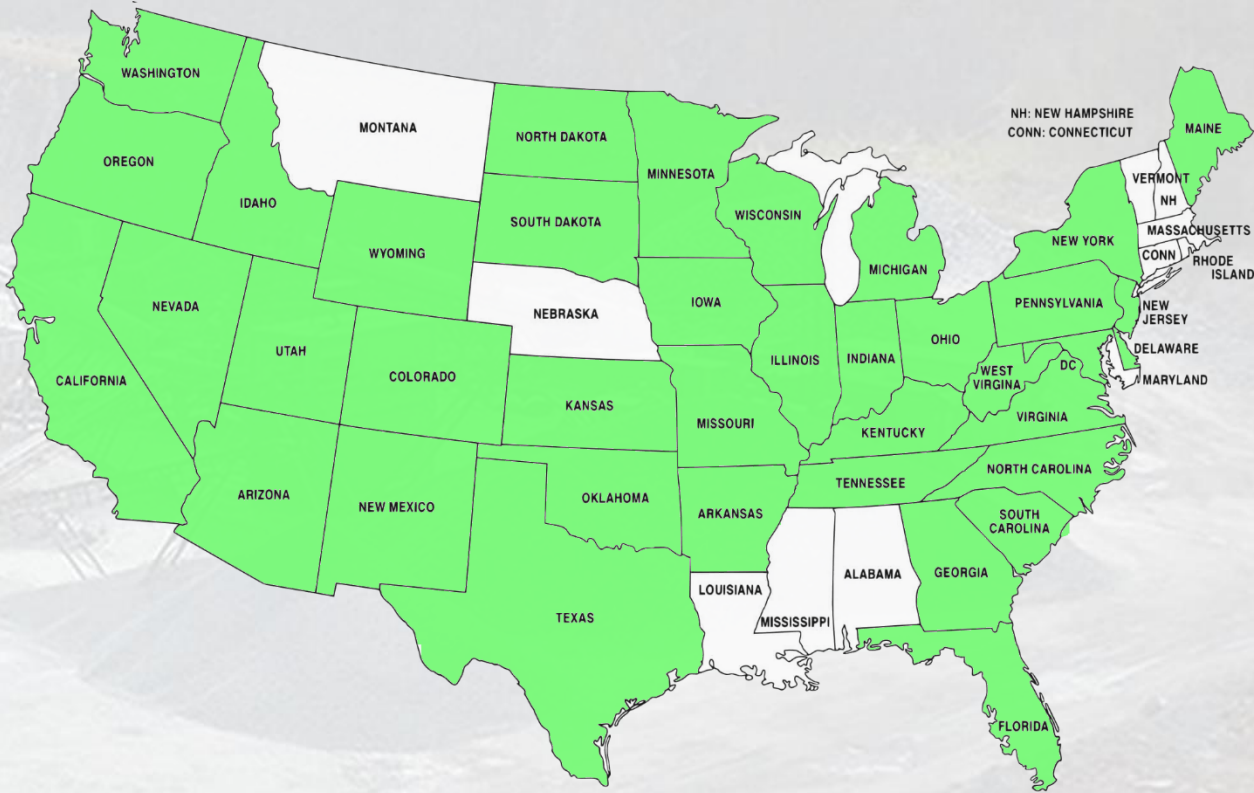 WASHINGTON
MONTANA
NORTH DAKOTA
MINNESOTA
NH: NEW HAMPSHIRE
CONN: CONNECTICUT
MAINE
OREGON
IDAHO
SOUTH DAKOTA
WISCONSIN
VERMONT
NH
WYOMING
MICHIGAN
NEW YORK
MASSACHUSETTS
CONN
RHODE
ISLAND
NEVADA
NEBRASKA
IOWA
PENNSYLVANIA
NEW
JERSEY
UTAH
COLORADO
ILLINOIS
INDIANA
OHIO
DELAWARE
CALIFORNIA
KANSAS
MISSOURI
WEST
VIRGINA
DC
MARYLAND
KENTUCKY
VIRGINIA
ARIZONA
NEW MEXICO
OKLAHOMA
ARKANSAS
TENNESSEE
NORTH CAROLINA
SOUTH
CAROLINA
TEXAS
LOUISIANA
MISSISSIPPI
ALABAMA
GEORGIA
FLORIDA